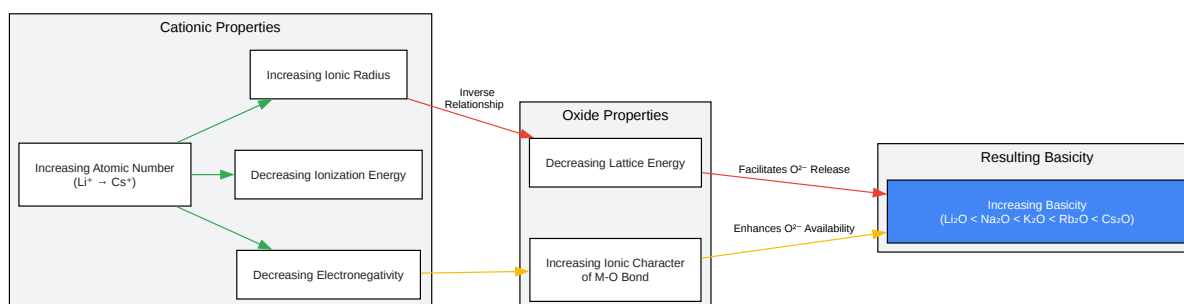 Cationic Properties
Increasing Ionic Radius
Increasing Atomic Number
(Li⁺ → Cs⁺)
Decreasing Ionization Energy
Decreasing Electronegativity
Inverse
Relationship
Oxide Properties
Decreasing Lattice Energy
Increasing Ionic Character
of M-O Bond
Facilitates O²⁻ Release
Enhances O²⁻ Availability
Resulting Basicity
Increasing Basicity
(Li₂O < Na₂O < K₂O < Rb₂O < Cs₂O)